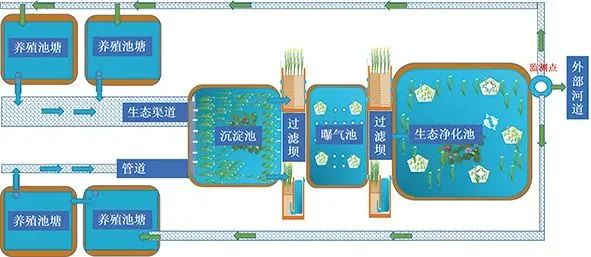 养殖池塘
养殖池塘
监测点
外部河道
生态渠道
沉淀池
过滤坝
曝气池
过滤坝
生态净化池
管道
养殖池塘
养殖池塘